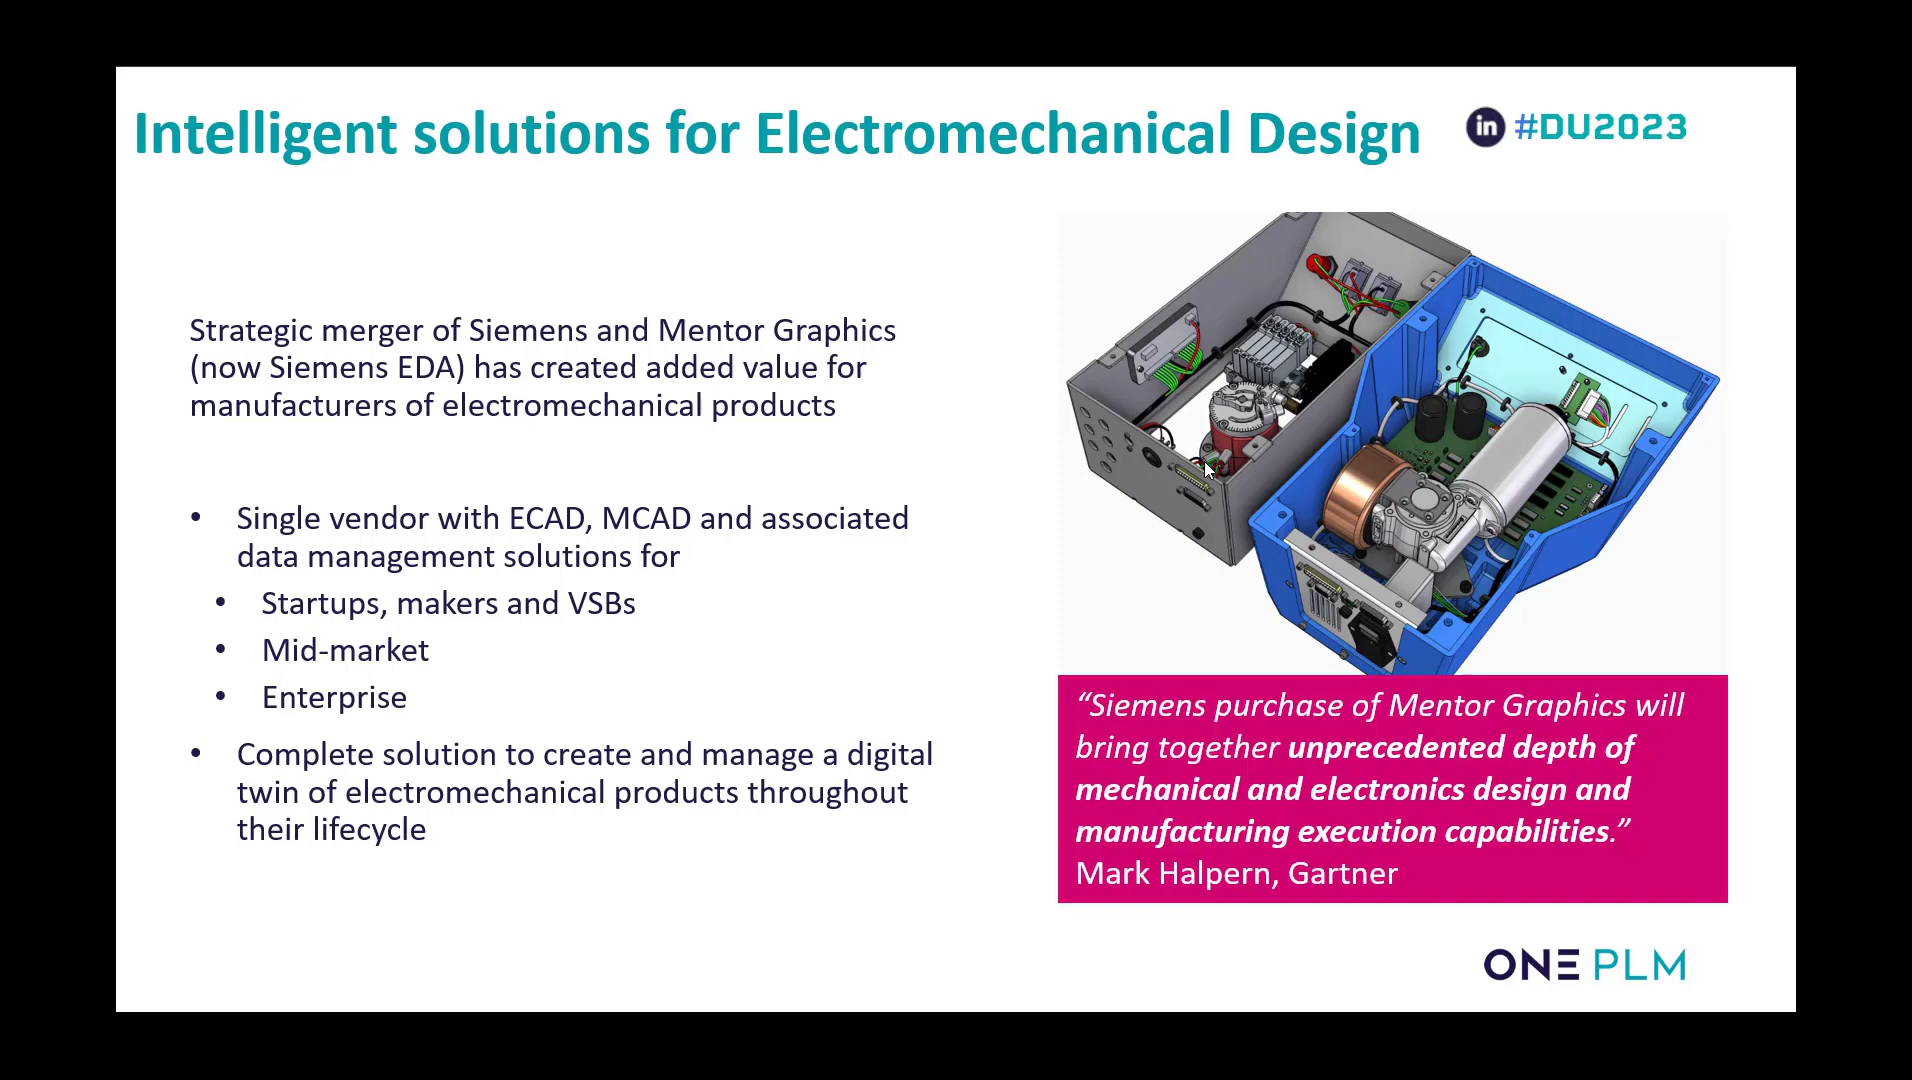 Intelligent solutions for Electromechanical Design
in #DU2023
Strategic merger of Siemens and Mentor Graphics
(now Siemens EDA) has created added value for
manufacturers of electromechanical products
• Single vendor with ECAD, MCAD and associated
data management solutions for
• Startups, makers and VSBs
• Mid-market
• Enterprise
• Complete solution to create and manage a digital
twin of electromechanical products throughout
their lifecycle
“Siemens purchase of Mentor Graphics will
bring together unprecedented depth of
mechanical and electronics design and
manufacturing execution capabilities.”
Mark Halpern, Gartner
ONE PLM